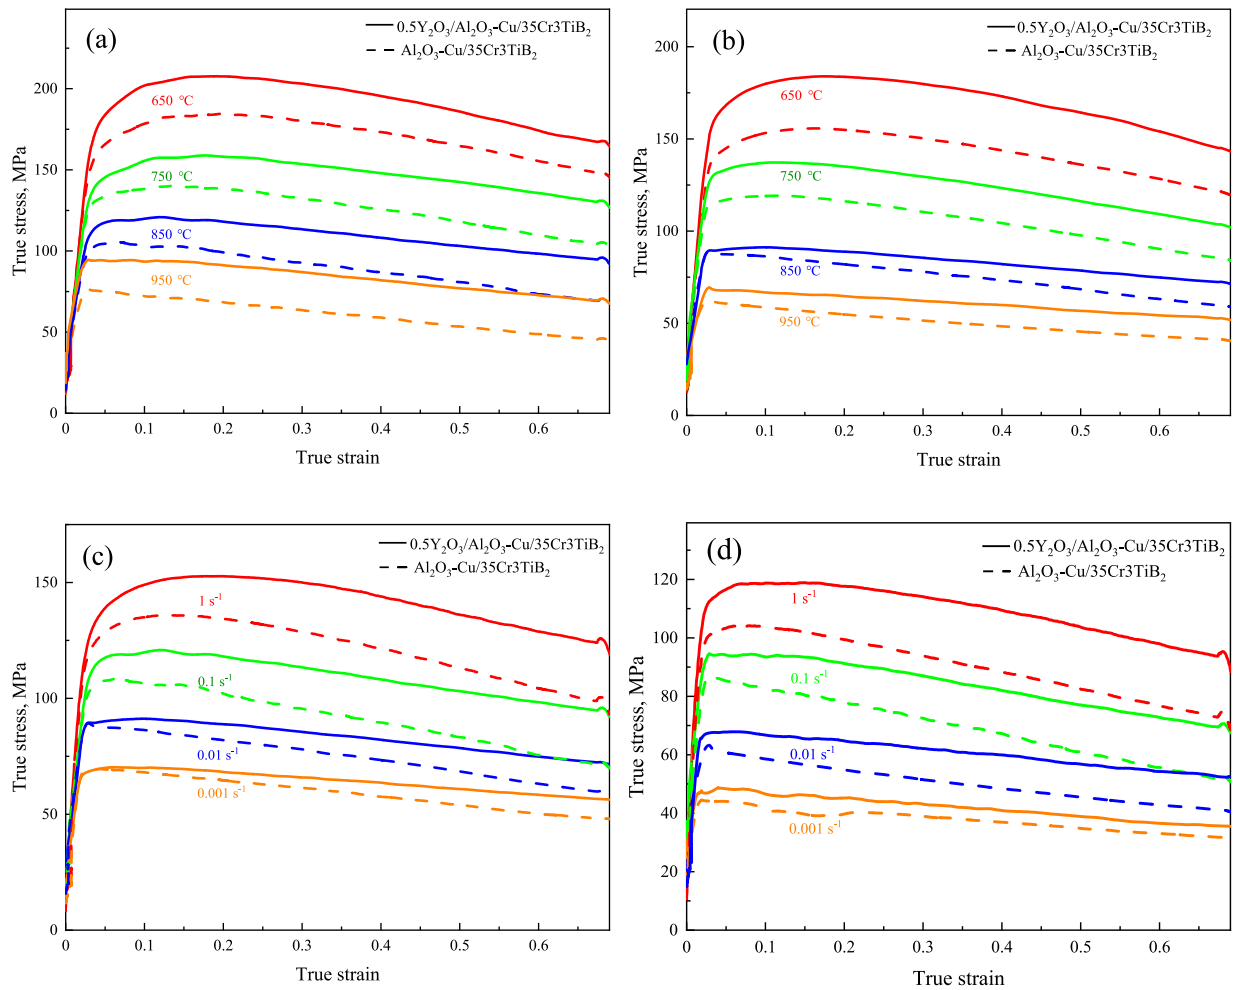 (a)
0.5Y₂O₃/Al₂O₃-Cu/35Cr3TiB₂
Al₂O₃-Cu/35Cr3TiB₂
650 ℃
750 ℃
850 ℃
950 ℃
200
150
100
50
0
0 0.1 0.2 0.3 0.4 0.5 0.6
True stress, MPa
True strain
(b)
0.5Y₂O₃/Al₂O₃-Cu/35Cr3TiB₂
Al₂O₃-Cu/35Cr3TiB₂
650 ℃
750 ℃
850 ℃
950 ℃
200
150
100
50
0
0 0.1 0.2 0.3 0.4 0.5 0.6
True stress, MPa
True strain
(c)
0.5Y₂O₃/Al₂O₃-Cu/35Cr3TiB₂
Al₂O₃-Cu/35Cr3TiB₂
1 s⁻¹
0.1 s⁻¹
0.01 s⁻¹
0.001 s⁻¹
150
100
50
0
0 0.1 0.2 0.3 0.4 0.5 0.6
True stress, MPa
True strain
(d)
0.5Y₂O₃/Al₂O₃-Cu/35Cr3TiB₂
Al₂O₃-Cu/35Cr3TiB₂
1 s⁻¹
0.1 s⁻¹
0.01 s⁻¹
0.001 s⁻¹
120
100
80
60
40
20
0
0 0.1 0.2 0.3 0.4 0.5 0.6
True stress, MPa
True strain